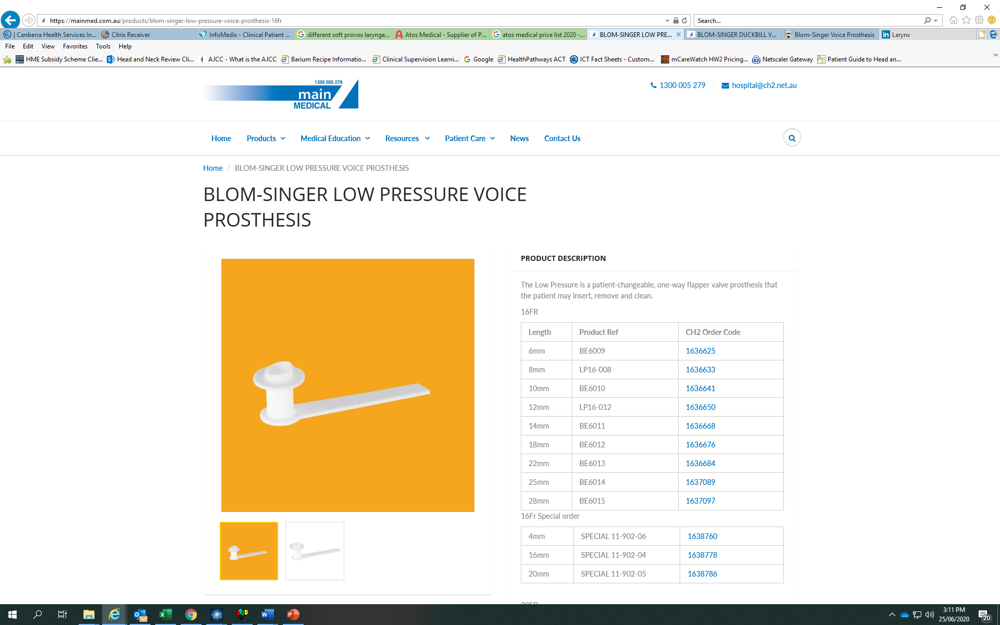 https://mainmed.com.au/products/blom-singer-low-pressure-voice-prosthesis-16fr
Search...
| Canberra Health Services In...
Citrix Receiver
InfoMedix - Clinical Patient ...
different soft provox larynge...
Atos Medical - Supplier of P...
atos medical price list 2020 -...
BLOM-SINGER LOW PRE...
BLOM-SINGER DUCKBILL V...
Blom-Singer Voice Prosthesis
Larynx
File Edit View Favorites Tools Help
HME Subsidy Scheme Clie...
Head and Neck Review Cli...
AJCC - What is the AJCC
Barium Recipe Informatio...
Clinical Supervision Learni...
Google
HealthPathways ACT
ICT Fact Sheets - Custom...
mCareWatch HW2 Pricing...
Netscaler Gateway
Patient Guide to Head an...
1300 005 279
main
MEDICAL
1300 005 279
hospital@ch2.net.au
Home Products Medical Education Resources Patient Care News Contact Us
Home / BLOM-SINGER LOW PRESSURE VOICE PROSTHESIS
BLOM-SINGER LOW PRESSURE VOICE
PROSTHESIS
PRODUCT DESCRIPTION
The Low Pressure is a patient-changeable, one-way flapper valve prosthesis that
the patient may insert, remove and clean.
16FR
Length Product Ref CH2 Order Code
6mm BE6009 1636625
8mm LP16-008 1636633
10mm BE6010 1636641
12mm LP16-012 1636650
14mm BE6011 1636668
18mm BE6012 1636676
22mm BE6013 1636684
25mm BE6014 1637089
28mm BE6015 1637097
16Fr Special order
4mm SPECIAL 11-902-06 1638760
16mm SPECIAL 11-902-04 1638778
20mm SPECIAL 11-902-05 1638786
3:11 PM
25/06/2020
20